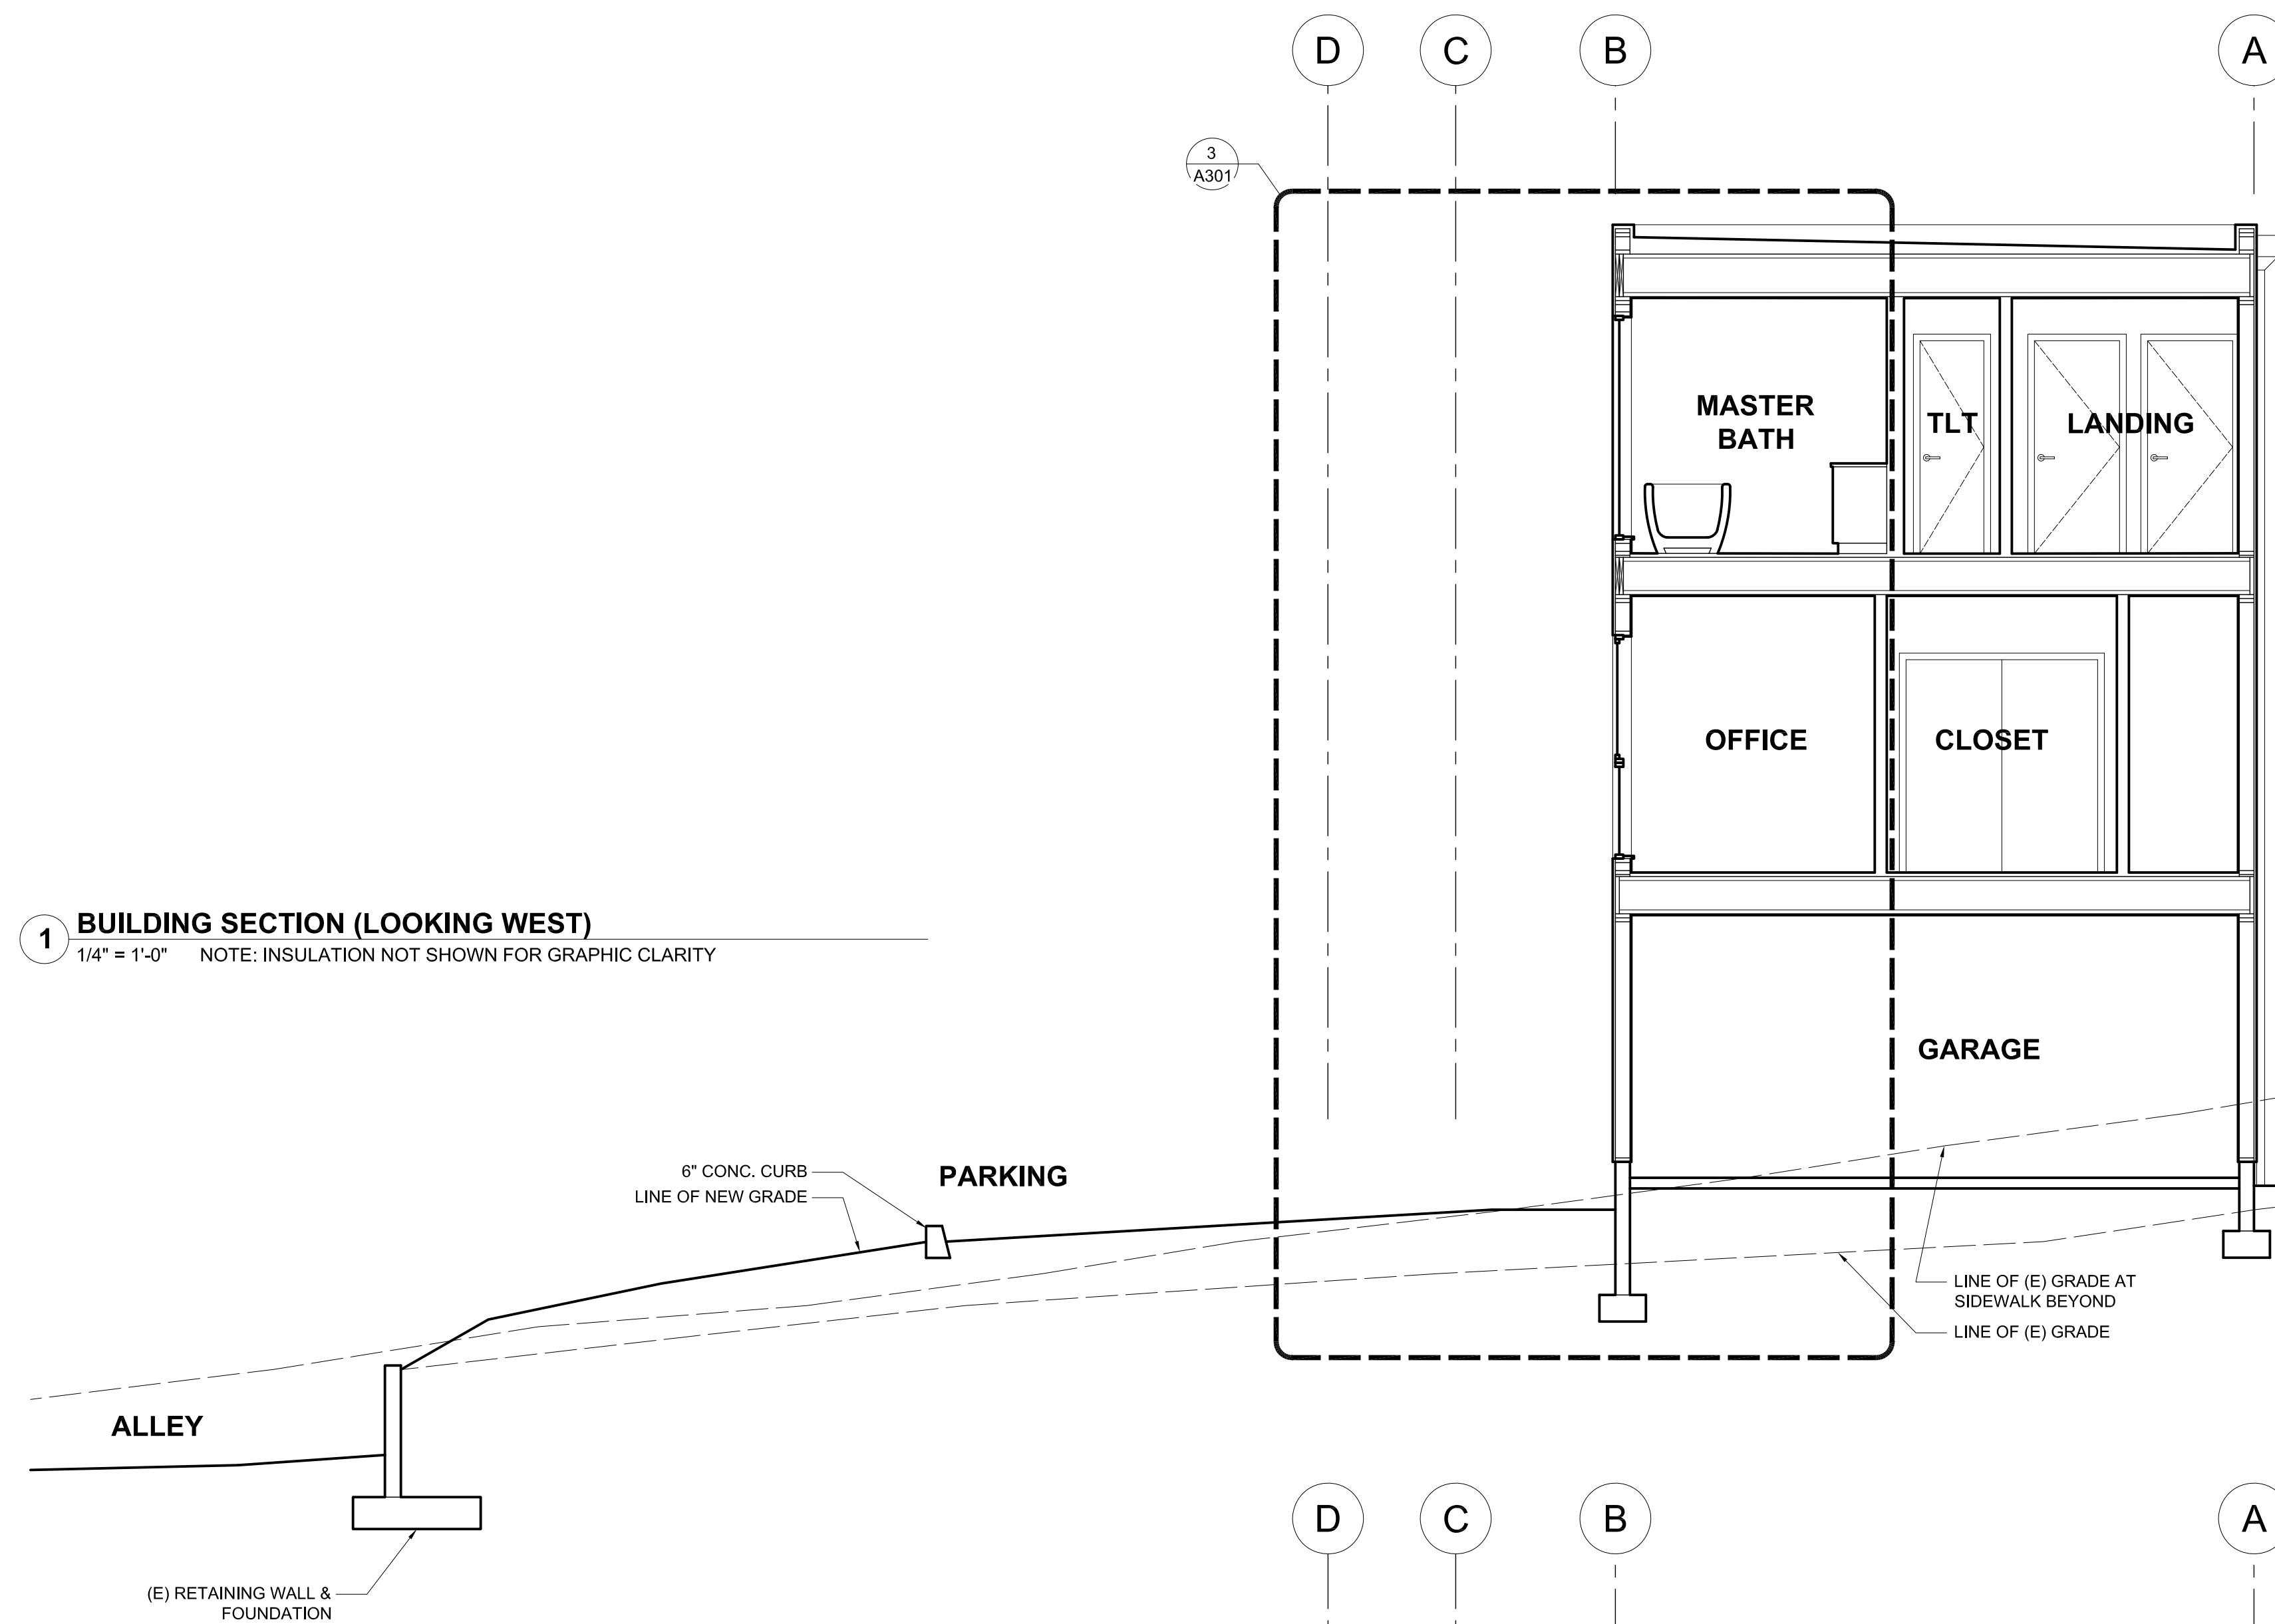 D
C
B
A
3
A301
MASTER
BATH
TLT
LANDING
OFFICE
CLOSET
1
BUILDING SECTION (LOOKING WEST)
1/4" = 1'-0" NOTE: INSULATION NOT SHOWN FOR GRAPHIC CLARITY
GARAGE
6" CONC. CURB
LINE OF NEW GRADE
PARKING
LINE OF (E) GRADE AT
SIDEWALK BEYOND
LINE OF (E) GRADE
ALLEY
(E) RETAINING WALL &
FOUNDATION
D
C
B
A